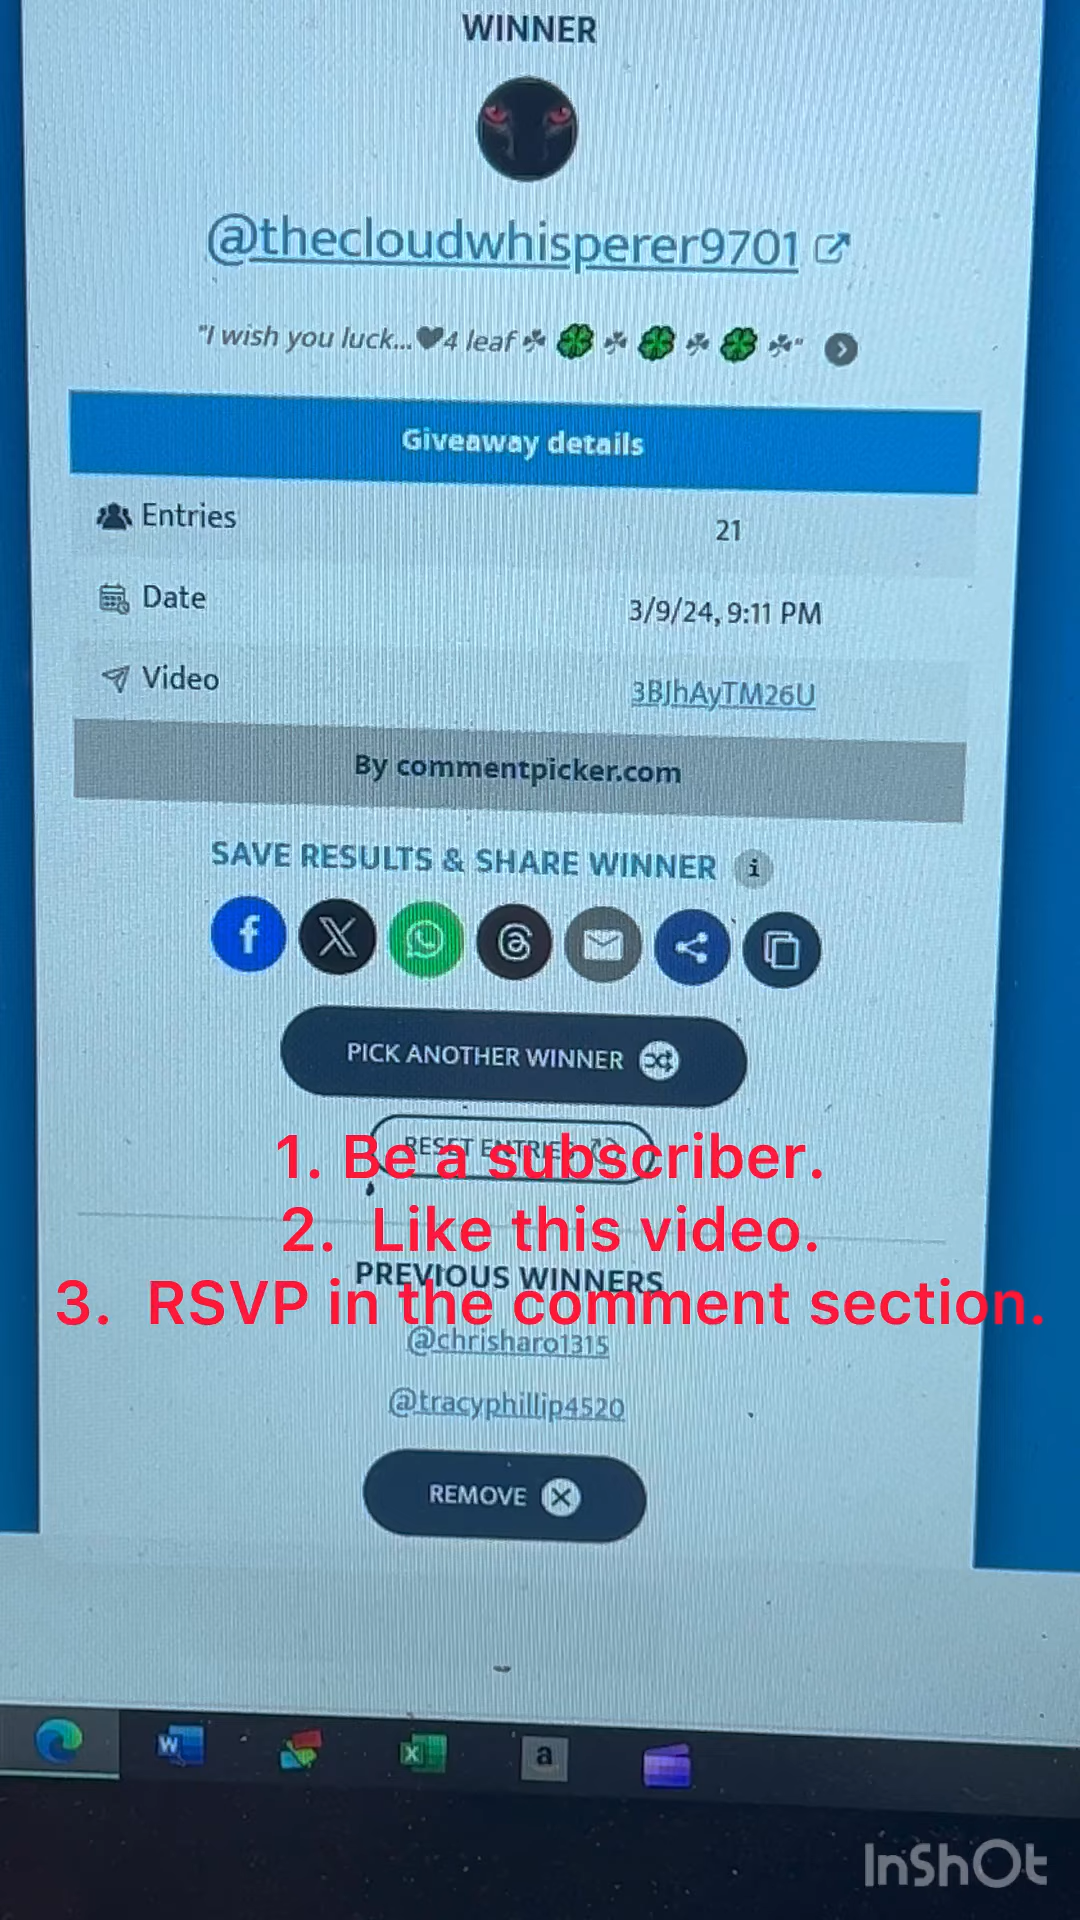 WINNER
@thecloudwhisperer9701
"I wish you luck...🖤4 leaf☘ 🍀 ☘ 🍀 ☘ 🍀 ☘"
Giveaway details
Entries 21
Date 3/9/24, 9:11 PM
Video 3BJhAyTM26U
By commentpicker.com
SAVE RESULTS & SHARE WINNER i
PICK ANOTHER WINNER
RESET ENTRIES
1. Be a subscriber.
2. Like this video.
PREVIOUS WINNERS
3. RSVP in the comment section.
@chrisharo1315
@tracyphillip4520
REMOVE
InShOt